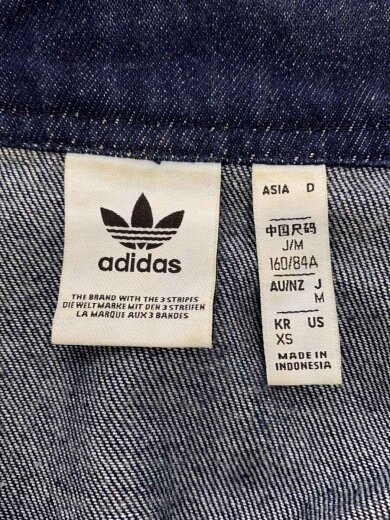 adidas
THE BRAND WITH THE 3 STRIPES
DIE WELTMARKE MIT DEN 3 STREIFEN
LA MARQUE AUX 3 BANDES
ASIA D
中国尺码
J/M
160/84A
AU/NZ J
M
KR US
XS
MADE IN
INDONESIA